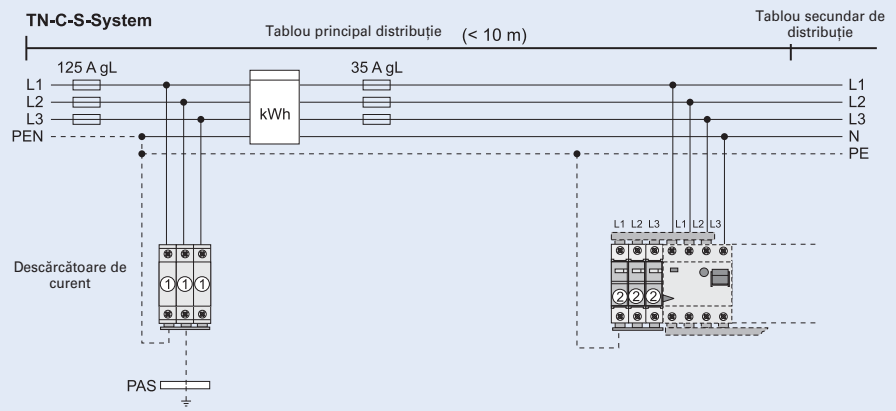 TN-C-S-System
Tablou principal distribuție (< 10 m)
Tablou secundar de
distribuție
125 A gL
35 A gL
L1
L2
L3
PEN
kWh
L1
L2
L3
N
PE
L1 L2 L3 L1 L2 L3
Descărcătoare de
curent
1 1 1
2 2 2
PAS